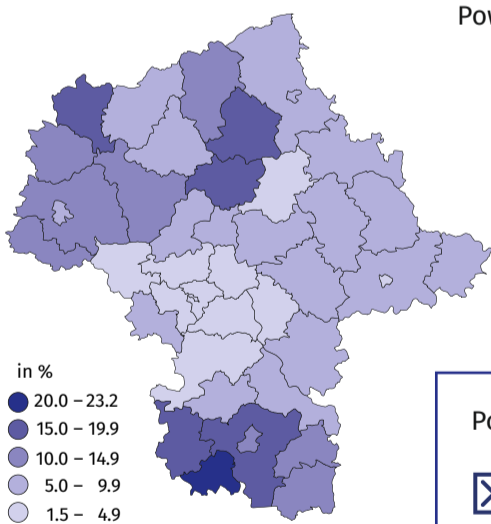 Pow
in %
20.0 – 23.2
15.0 – 19.9
10.0 – 14.9
5.0 – 9.9
1.5 – 4.9
Po